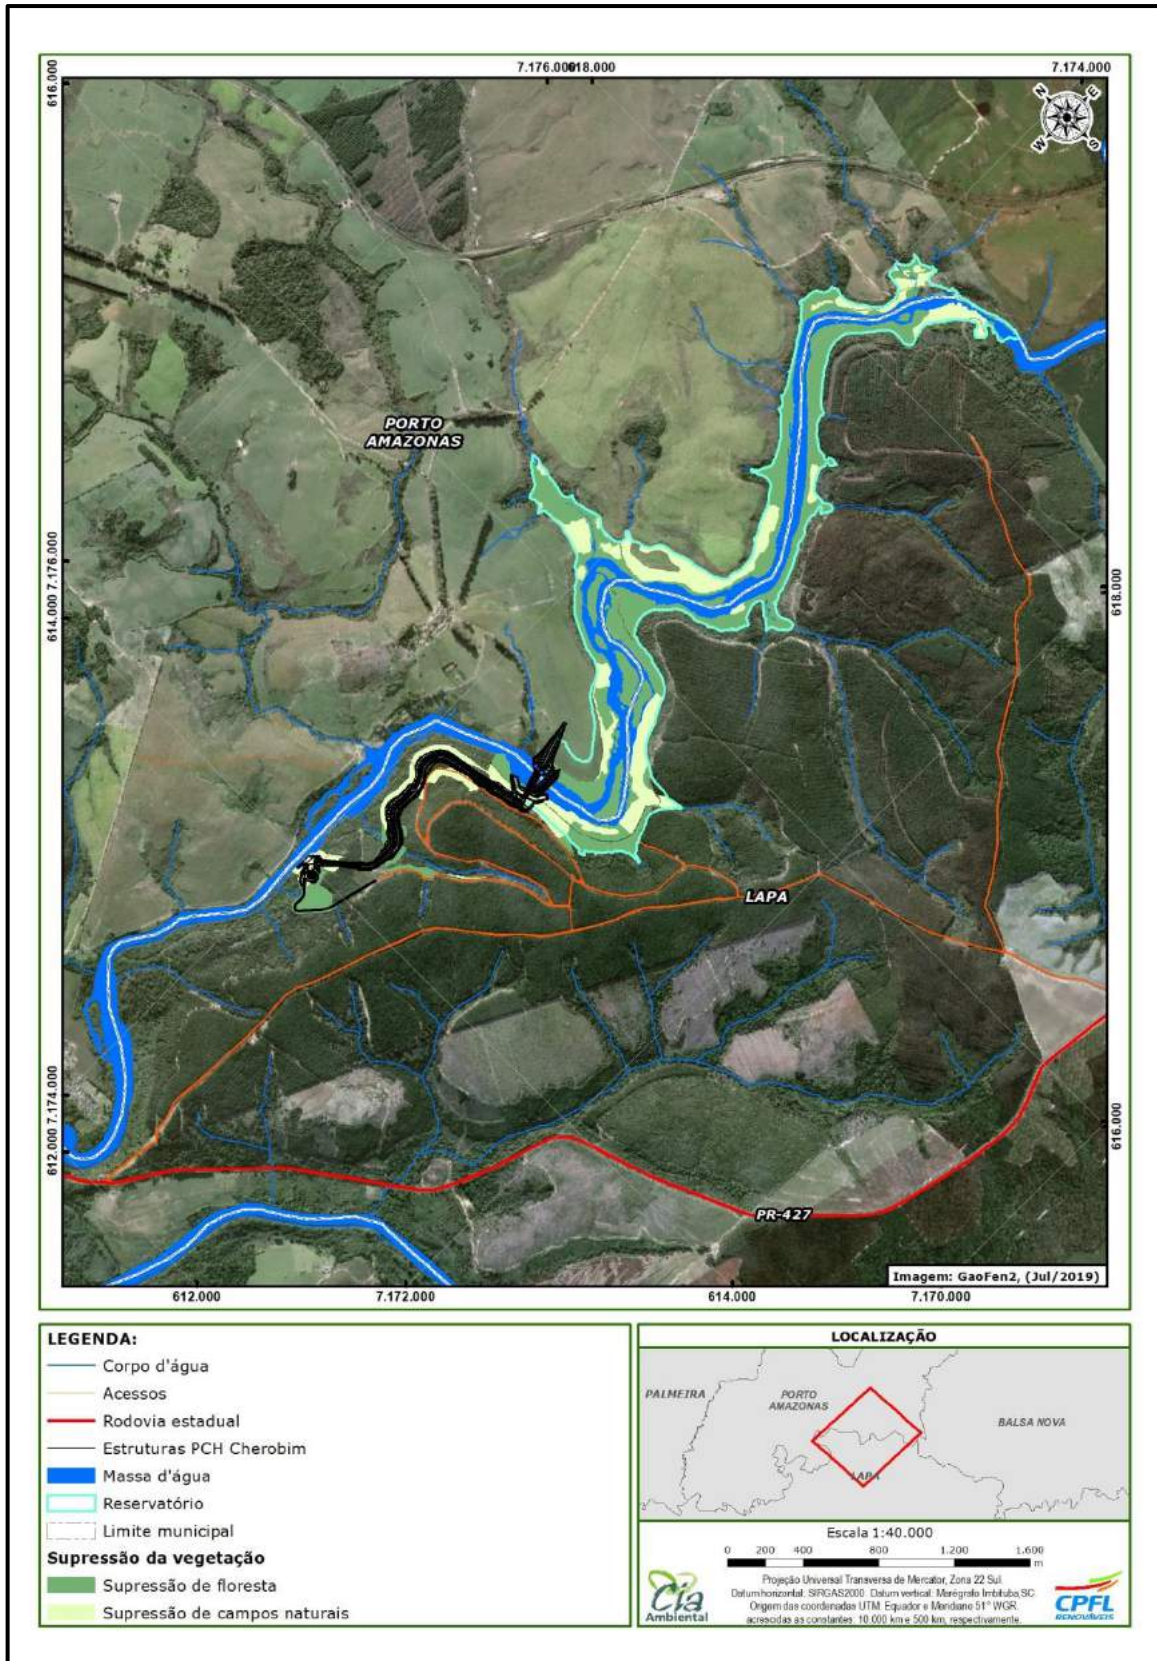 7.176.000 618.000
7.174.000
616.000
N
E
W
S
PORTO
AMAZONAS
7.176.000
614.000
618.000
LAPA
7.174.000
612.000
616.000
PR-427
Imagem: GaoFen2, (Jul/2019)
612.000
7.172.000
614.000
7.170.000
LEGENDA:
Corpo d'água
Acessos
Rodovia estadual
Estruturas PCH Cherobim
Massa d'água
Reservatório
Limite municipal
Supressão da vegetação
Supressão de floresta
Supressão de campos naturais
LOCALIZAÇÃO
PALMEIRA
PORTO
AMAZONAS
BALSA NOVA
LAPA
Escala 1:40.000
0 200 400 800 1.200 1.600
m
Projeção Universal Transversa de Mercator, Zona 22 Sul.
Datum horizontal: SIRGAS2000. Datum vertical: Marégrafo Imbituba, SC.
Origem das coordenadas UTM: Equador e Meridiano 51° WGR.
acrescidas as constantes: 10.000 km e 500 km, respectivamente.
Cia
Ambiental
CPFL
RENOVÁVEIS